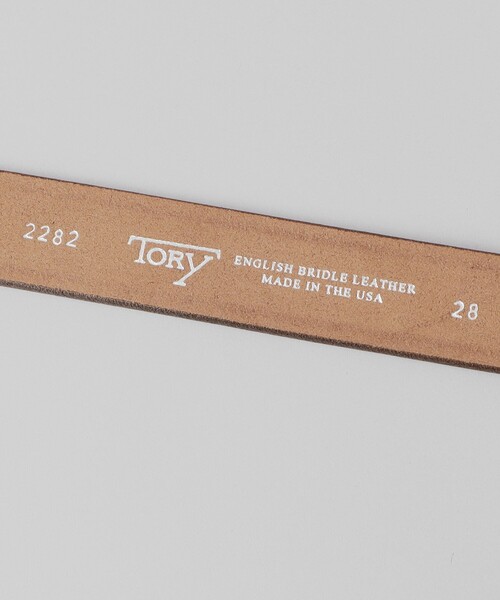 2282
TORY
ENGLISH BRIDLE LEATHER
MADE IN THE USA
28